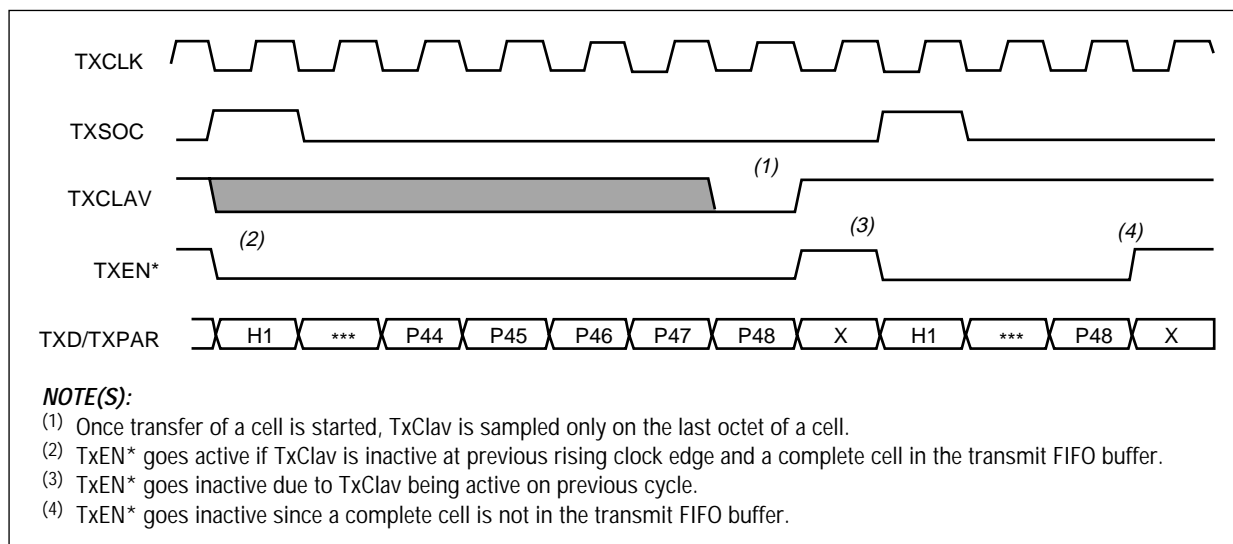 TXCLK
TXSOC
(1)
TXCLAV
(2) (3) (4)
TXEN*
TXD/TXPAR H1 *** P44 P45 P46 P47 P48 X H1 *** P48 X
NOTE(S):
(1) Once transfer of a cell is started, TxClav is sampled only on the last octet of a cell.
(2) TxEN* goes active if TxClav is inactive at previous rising clock edge and a complete cell in the transmit FIFO buffer.
(3) TxEN* goes inactive due to TxClav being active on previous cycle.
(4) TxEN* goes inactive since a complete cell is not in the transmit FIFO buffer.